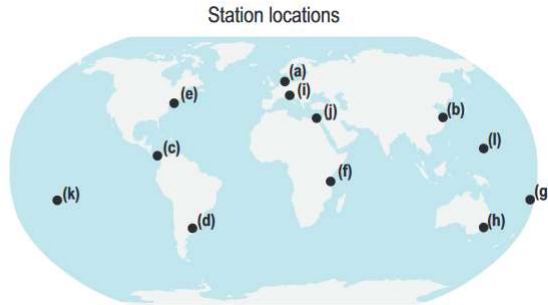 Station locations
(a)
(i)
(e)
(j)
(b)
(l)
(c)
(f)
(k)
(g
(d)
(h)